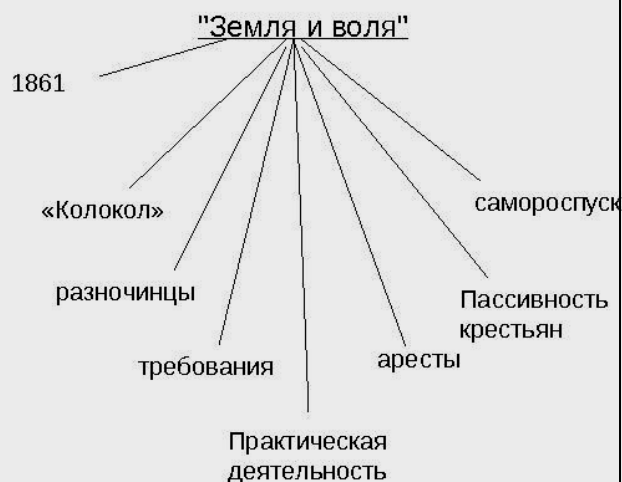 "Земля и воля"
1861
«Колокол»
разночинцы
требования
Практическая
деятельность
аресты
Пассивность
крестьян
самороспуск